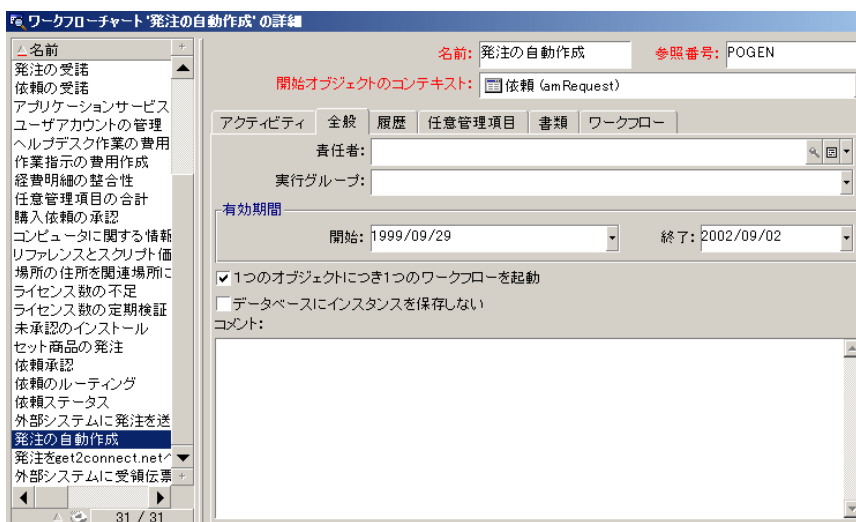 ワークフローチャート'発注の自動作成'の詳細
名前
発注の受諾
依頼の受諾
アプリケーションサービス
ユーザアカウントの管理
ヘルプデスク作業の費用
作業指示の費用作成
経費明細の整合性
任意管理項目の合計
購入依頼の承認
コンピュータに関する情報
リファレンスとスクリプト価
場所の住所を関連場所に
ライセンス数の不足
ライセンス数の定期検証
未承認のインストール
セット商品の発注
依頼承認
依頼のルーティング
依頼ステータス
外部システムに発注を送
発注の自動作成
発注をget2connect.netへ
外部システムに受領伝票
31 / 31
名前: 発注の自動作成 参照番号: POGEN
開始オブジェクトのコンテキスト: 依頼 (amRequest)
アクティビティ 全般 履歴 任意管理項目 書類 ワークフロー
責任者:
実行グループ:
有効期間
開始: 1999/09/29 終了: 2002/09/02
1つのオブジェクトにつき1つのワークフローを起動
データベースにインスタンスを保存しない
コメント: